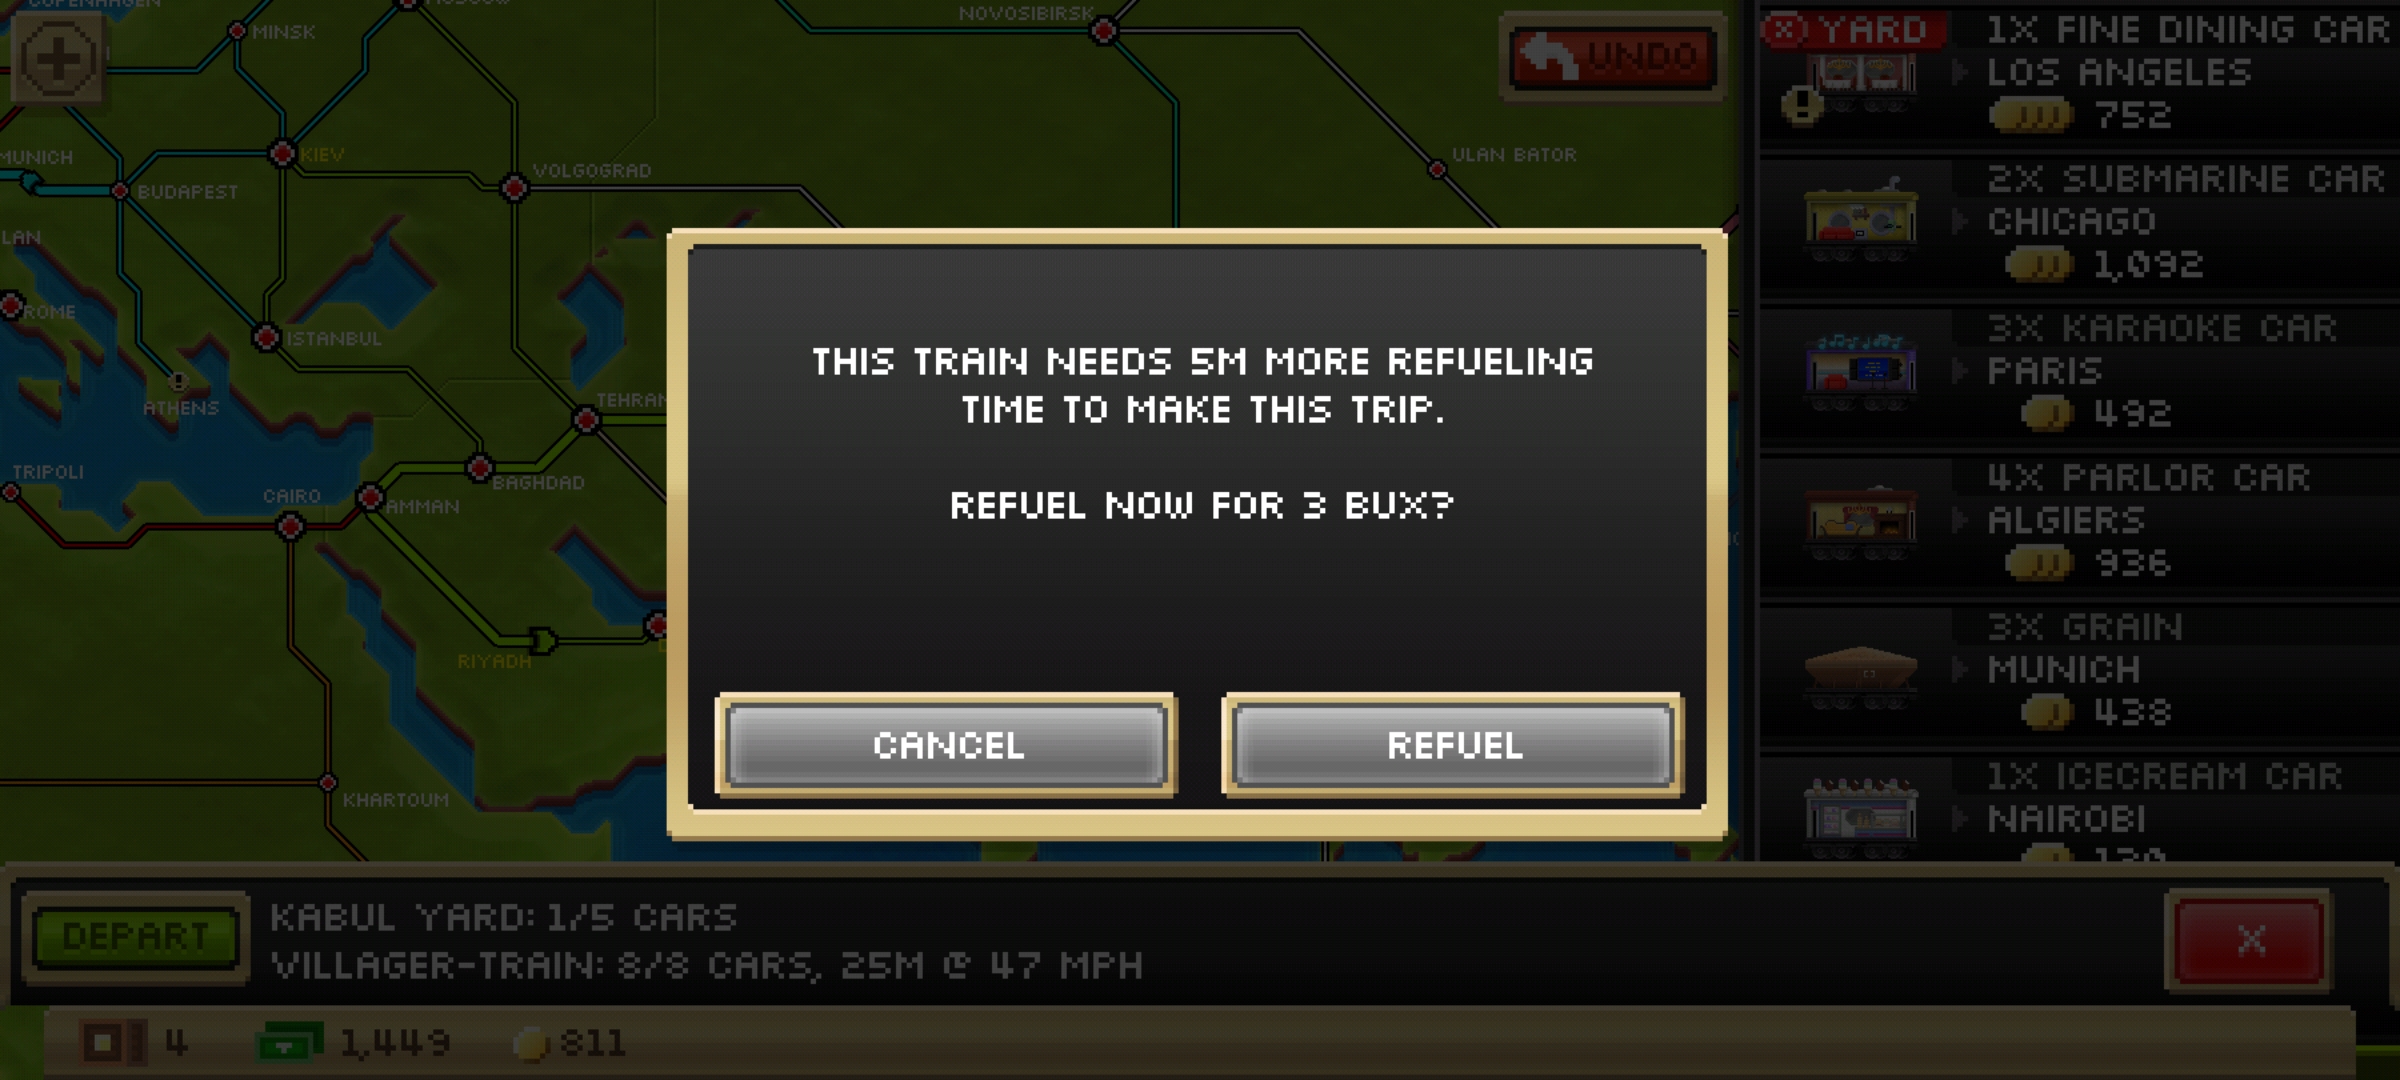 COPENHAGEN
MOSCOW
MINSK
NOVOSIBIRSK
UNDO
MUNICH
KIEV
VOLGOGRAD
ULAN BATOR
BUDAPEST
LAN
ROME
ISTANBUL
ATHENS
TEHRAN
TRIPOLI
CAIRO
AMMAN
BAGHDAD
RIYADH
KHARTOUM
THIS TRAIN NEEDS 5M MORE REFUELING
TIME TO MAKE THIS TRIP.
REFUEL NOW FOR 3 BUX?
CANCEL
REFUEL
YARD
1X FINE DINING CAR
LOS ANGELES
752
2X SUBMARINE CAR
CHICAGO
1,092
3X KARAOKE CAR
PARIS
492
4X PARLOR CAR
ALGIERS
936
3X GRAIN
MUNICH
438
1X ICECREAM CAR
NAIROBI
DEPART
KABUL YARD: 1/5 CARS
VILLAGER-TRAIN: 8/8 CARS, 25M @ 47 MPH
X
4
1,449
811